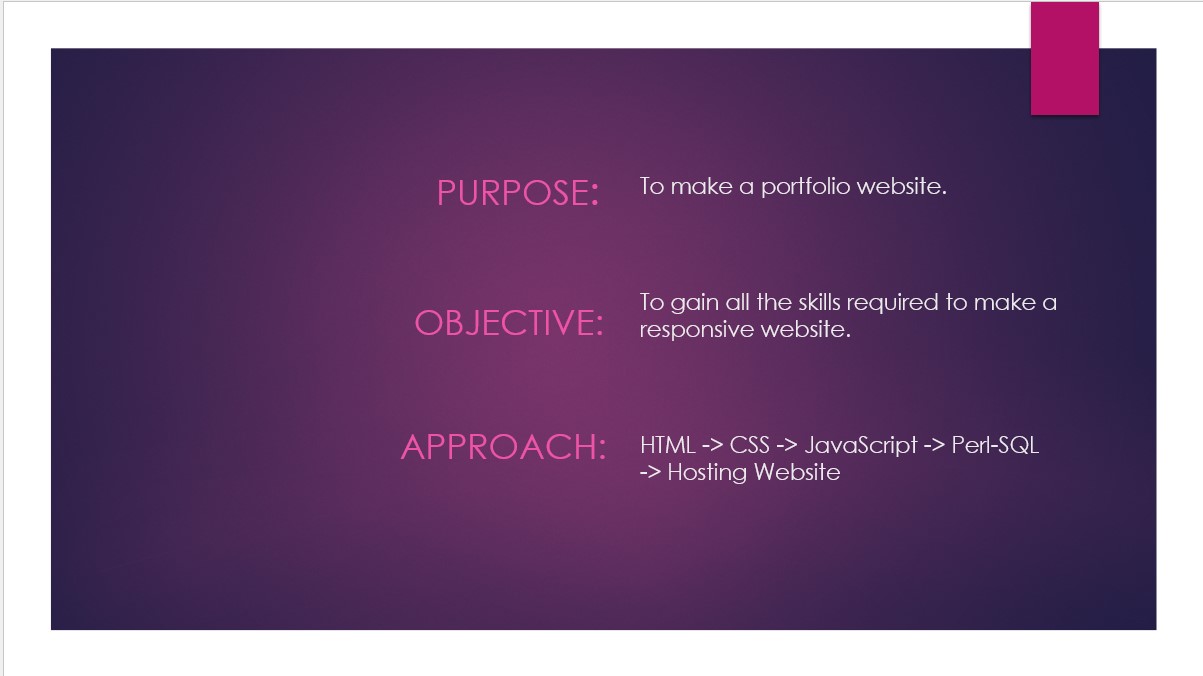 PURPOSE:
To make a portfolio website.
OBJECTIVE:
To gain all the skills required to make a
responsive website.
APPROACH:
HTML -> CSS -> JavaScript -> Perl-SQL
-> Hosting Website